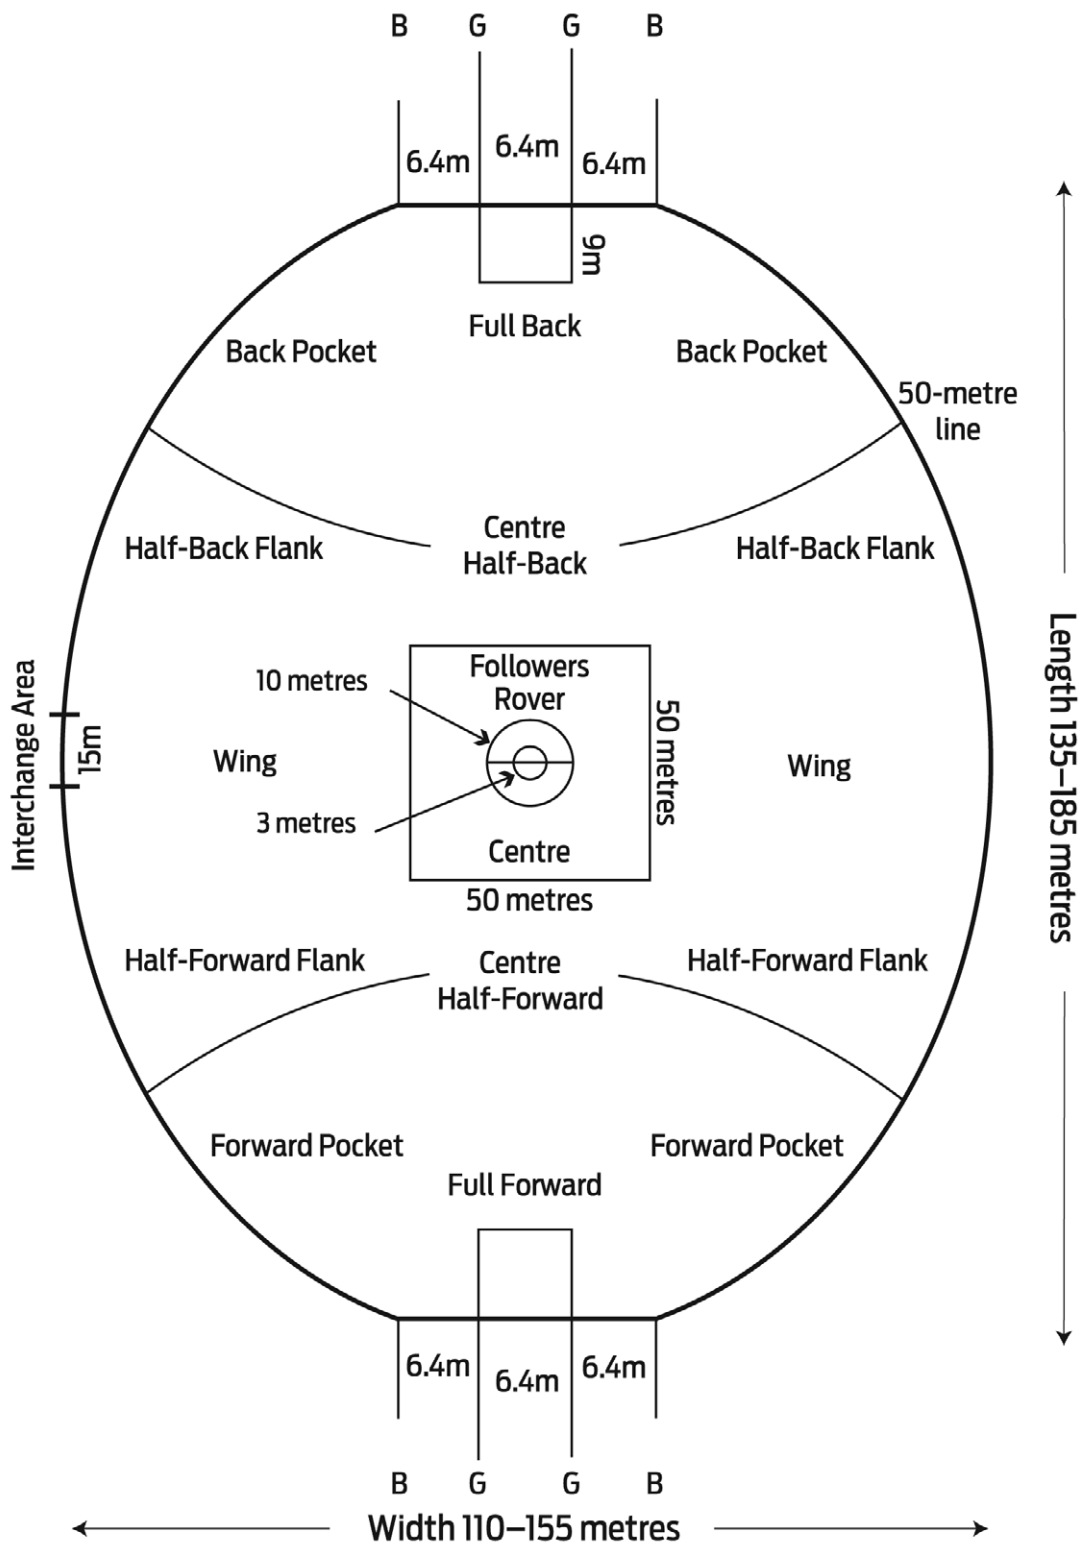 B G G B
6.4m 6.4m 6.4m
9m
Full Back
Back Pocket Back Pocket
50-metre
line
Centre
Half-Back
Half-Back Flank Half-Back Flank
Followers
Rover
10 metres
50 metres
Interchange Area
15m
Wing Wing
3 metres
Centre
50 metres
Length 135–185 metres
Half-Forward Flank Half-Forward Flank
Centre
Half-Forward
Forward Pocket Forward Pocket
Full Forward
6.4m 6.4m 6.4m
B G G B
Width 110–155 metres